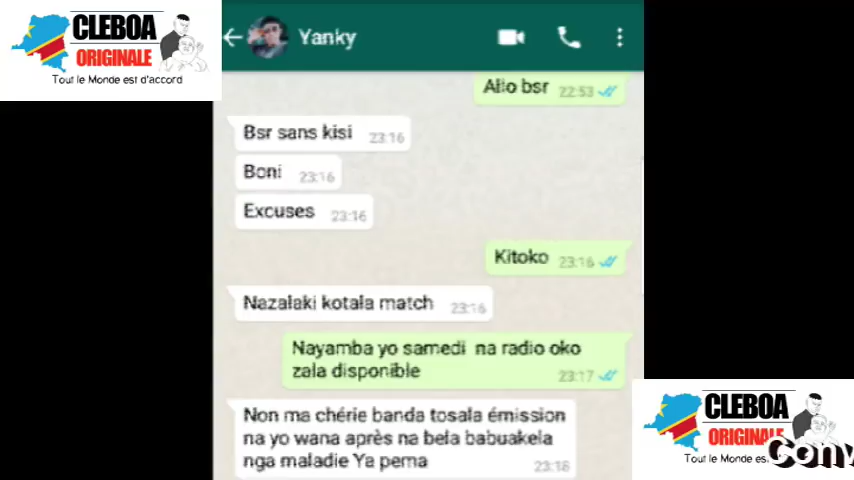 CLEBOA
ORIGINALE
Tout le Monde est d'accord
Yanky
Allo bsr 22:53
Bsr sans kisi 23:16
Boni 23:16
Excuses 23:16
Kitoko 23:16
Nazalaki kotala match 23:16
Nayamba yo samedi na radio oko
zala disponible 23:17
Non ma chérie banda tosala émission
na yo wana après na bela babuakela
nga maladie Ya pema 23:18
CLEBOA
ORIGINALE
Tout le Monde es
Conv